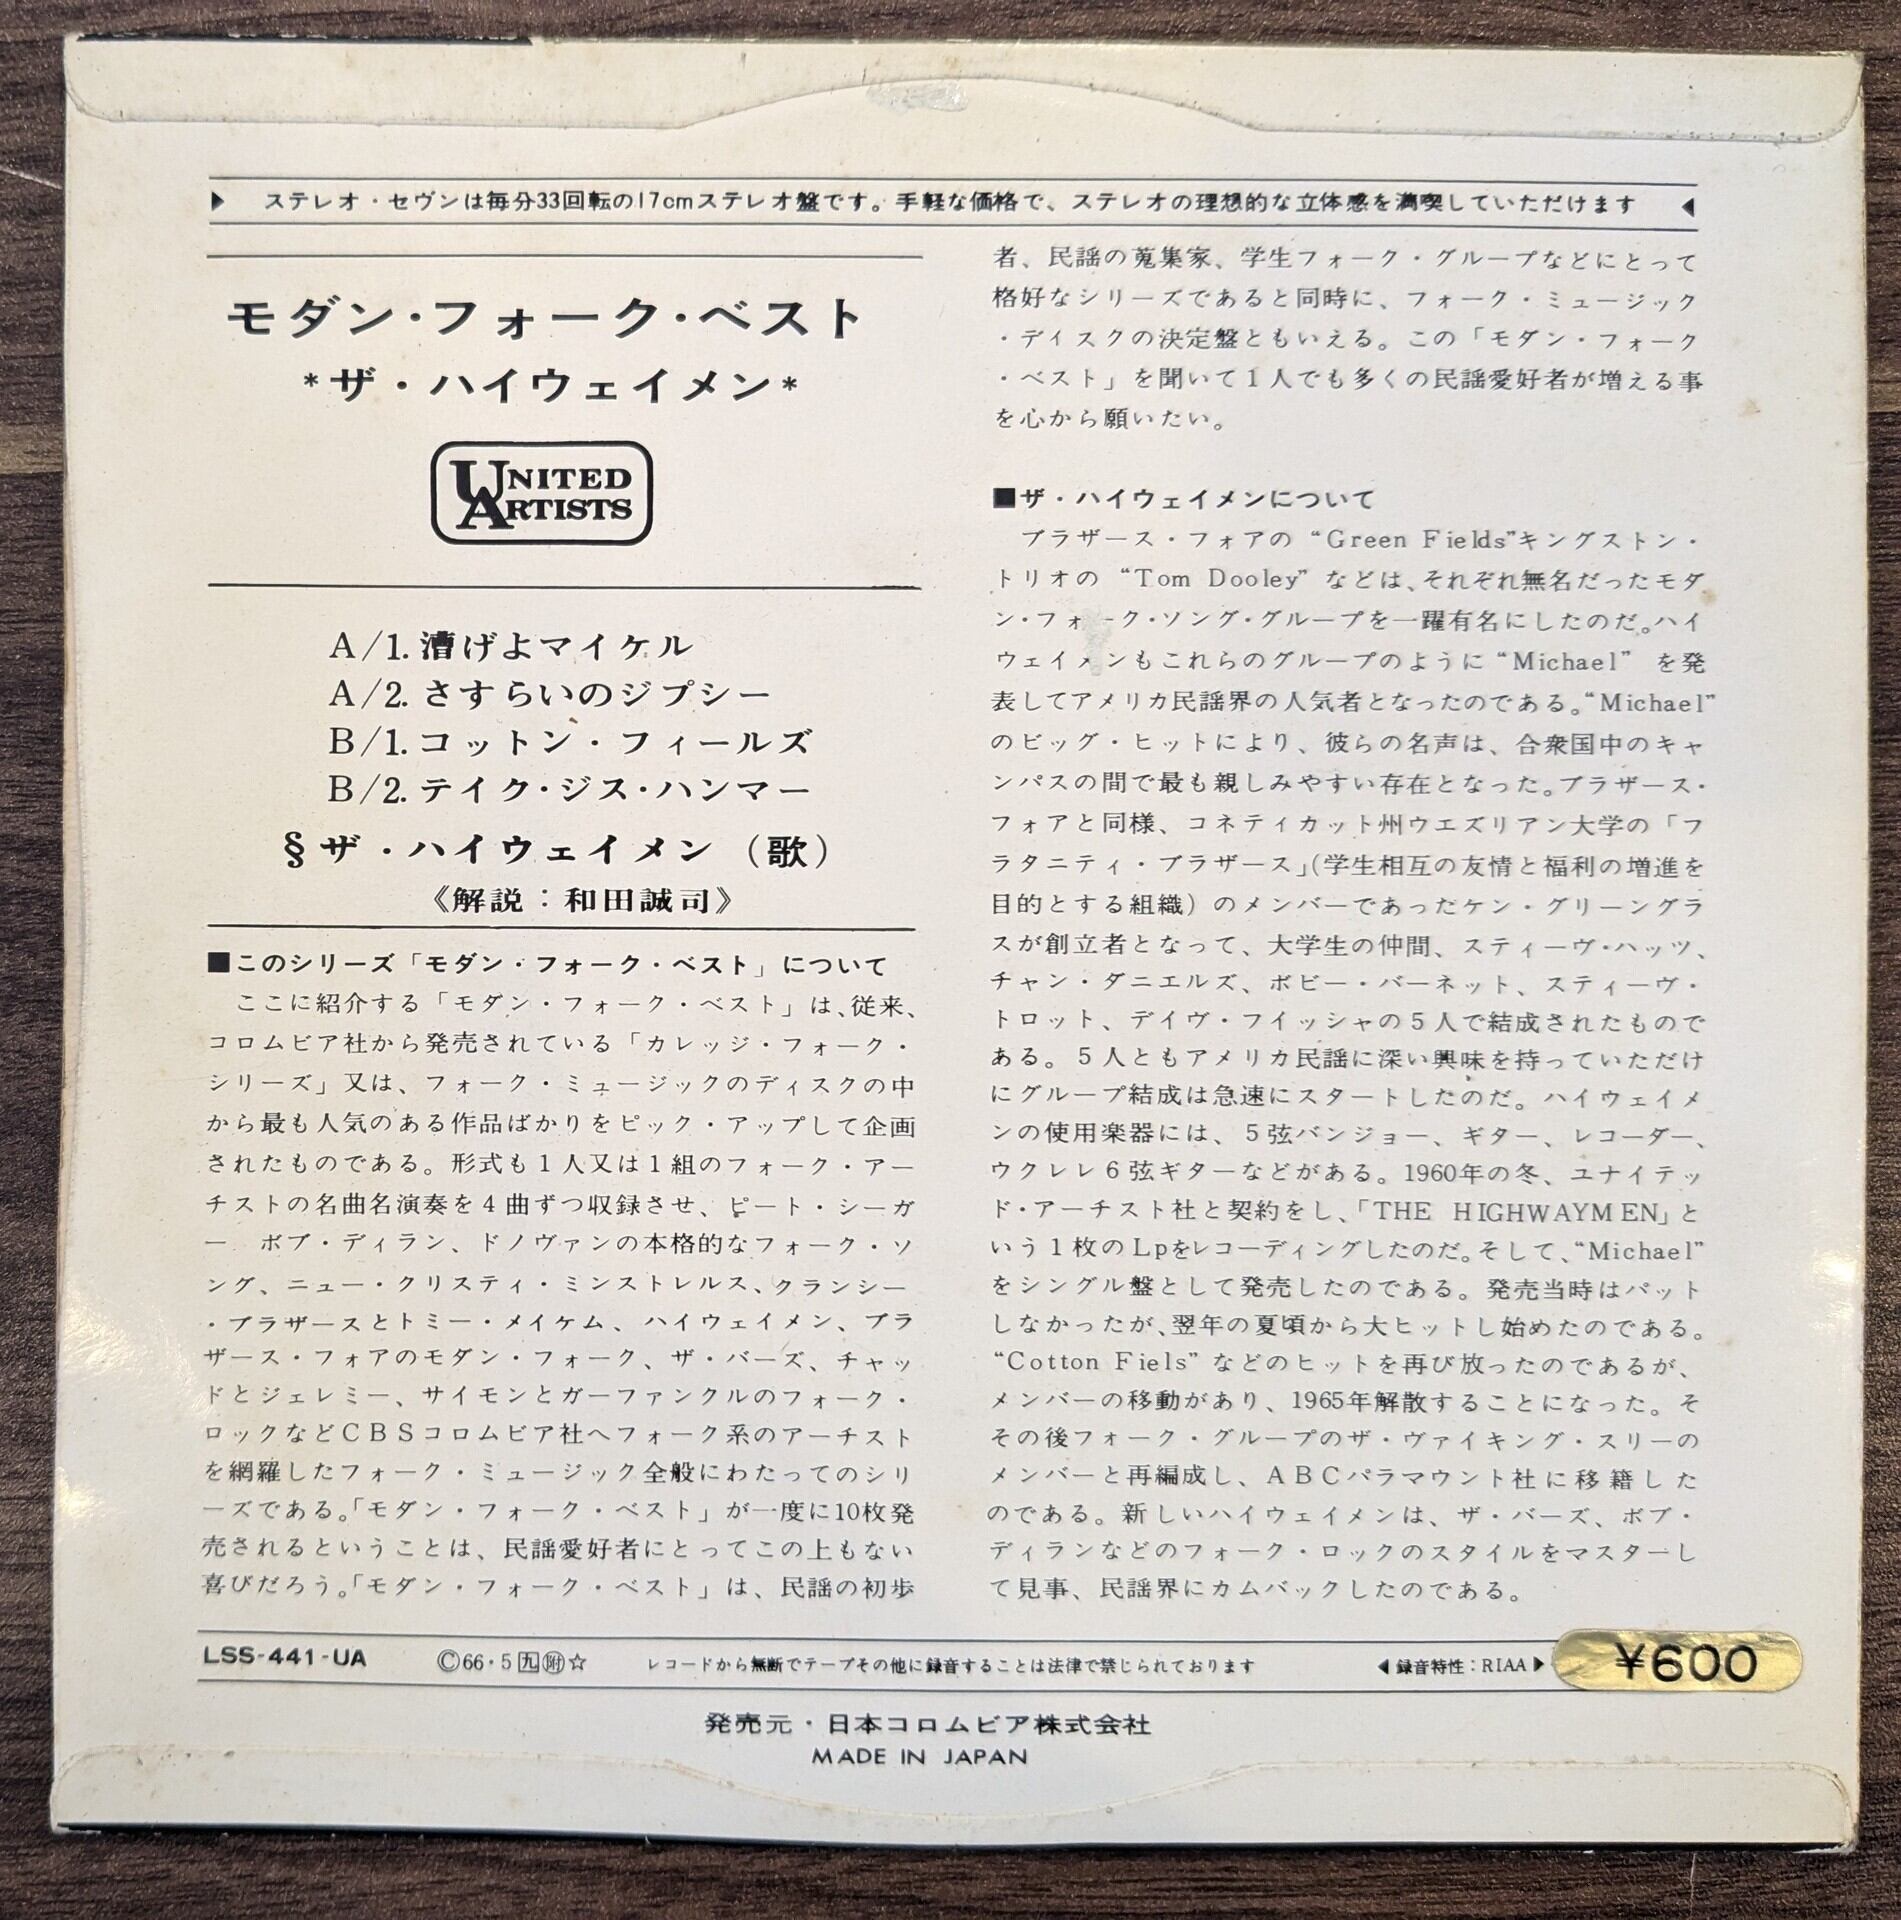 ▶ ステレオ・セヴンは毎分33回転の17cmステレオ盤です。手軽な価格で、ステレオの理想的な立体感を満喫していただけます ◀
モダン・フォーク・ベスト
*ザ・ハイウェイメン*
UNITED
ARTISTS
A/1. 漕げよマイケル
A/2. さすらいのジプシー
B/1. コットン・フィールズ
B/2. テイク・ジス・ハンマー
§ ザ・ハイウェイメン（歌）
《解説：和田誠司》
■このシリーズ「モダン・フォーク・ベスト」について
ここに紹介する「モダン・フォーク・ベスト」は、従来、
コロムビア社から発売されている「カレッジ・フォーク・
シリーズ」又は、フォーク・ミュージックのディスクの中
から最も人気のある作品ばかりをピック・アップして企画
されたものである。形式も1人又は1組のフォーク・アー
チストの名曲名演奏を4曲ずつ収録させ、ピート・シーガ
ー　ボブ・ディラン、ドノヴァンの本格的なフォーク・ソ
ング、ニュー・クリスティ・ミンストレルス、クランシー
・ブラザースとトミー・メイケム、ハイウェイメン、ブラ
ザース・フォアのモダン・フォーク、ザ・バーズ、チャッ
ドとジェレミー、サイモンとガーファンクルのフォーク・
ロックなどCBSコロムビア社へフォーク系のアーチスト
を網羅したフォーク・ミュージック全般にわたってのシリ
ーズである。「モダン・フォーク・ベスト」が一度に10枚発
売されるということは、民謡愛好者にとってこの上もない
喜びだろう。「モダン・フォーク・ベスト」は、民謡の初歩
者、民謡の蒐集家、学生フォーク・グループなどにとって
格好なシリーズであると同時に、フォーク・ミュージック
・ディスクの決定盤ともいえる。この「モダン・フォーク
・ベスト」を聞いて1人でも多くの民謡愛好者が増える事
を心から願いたい。
■ザ・ハイウェイメンについて
ブラザース・フォアの “Green Fields”キングストン・
トリオの “Tom Dooley” などは、それぞれ無名だったモダ
ン・フォーク・ソング・グループを一躍有名にしたのだ。ハイ
ウェイメンもこれらのグループのように “Michael” を発
表してアメリカ民謡界の人気者となったのである。“Michael”
のビッグ・ヒットにより、彼らの名声は、合衆国中のキャ
ンパスの間で最も親しみやすい存在となった。ブラザース・
フォアと同様、コネティカット州ウエズリアン大学の「フ
ラタニティ・ブラザース」（学生相互の友情と福利の増進を
目的とする組織）のメンバーであったケン・グリーングラ
スが創立者となって、大学生の仲間、スティーヴ・ハッツ、
チャン・ダニエルズ、ボビー・バーネット、スティーヴ・
トロット、デイヴ・フイッシャの5人で結成されたもので
ある。5人ともアメリカ民謡に深い興味を持っていただけ
にグループ結成は急速にスタートしたのだ。ハイウェイメ
ンの使用楽器には、5弦バンジョー、ギター、レコーダー、
ウクレレ6弦ギターなどがある。1960年の冬、ユナイテッ
ド・アーチスト社と契約をし、「THE HIGHWAYMEN」と
いう1枚のLpをレコーディングしたのだ。そして、“Michael”
をシングル盤として発売したのである。発売当時はパット
しなかったが、翌年の夏頃から大ヒットし始めたのである。
“Cotton Fiels” などのヒットを再び放ったのであるが、
メンバーの移動があり、1965年解散することになった。そ
その後フォーク・グループのザ・ヴァイキング・スリーの
メンバーと再編成し、ABCパラマウント社に移籍した
のである。新しいハイウェイメンは、ザ・バーズ、ボブ・
ディランなどのフォーク・ロックのスタイルをマスターし
て見事、民謡界にカムバックしたのである。
LSS-441-UA ©66・5 九 附 ☆ レコードから無断でテープその他に録音することは法律で禁じられております ◀録音特性：RIAA▶ ¥600
発売元・日本コロムビア株式会社
MADE IN JAPAN